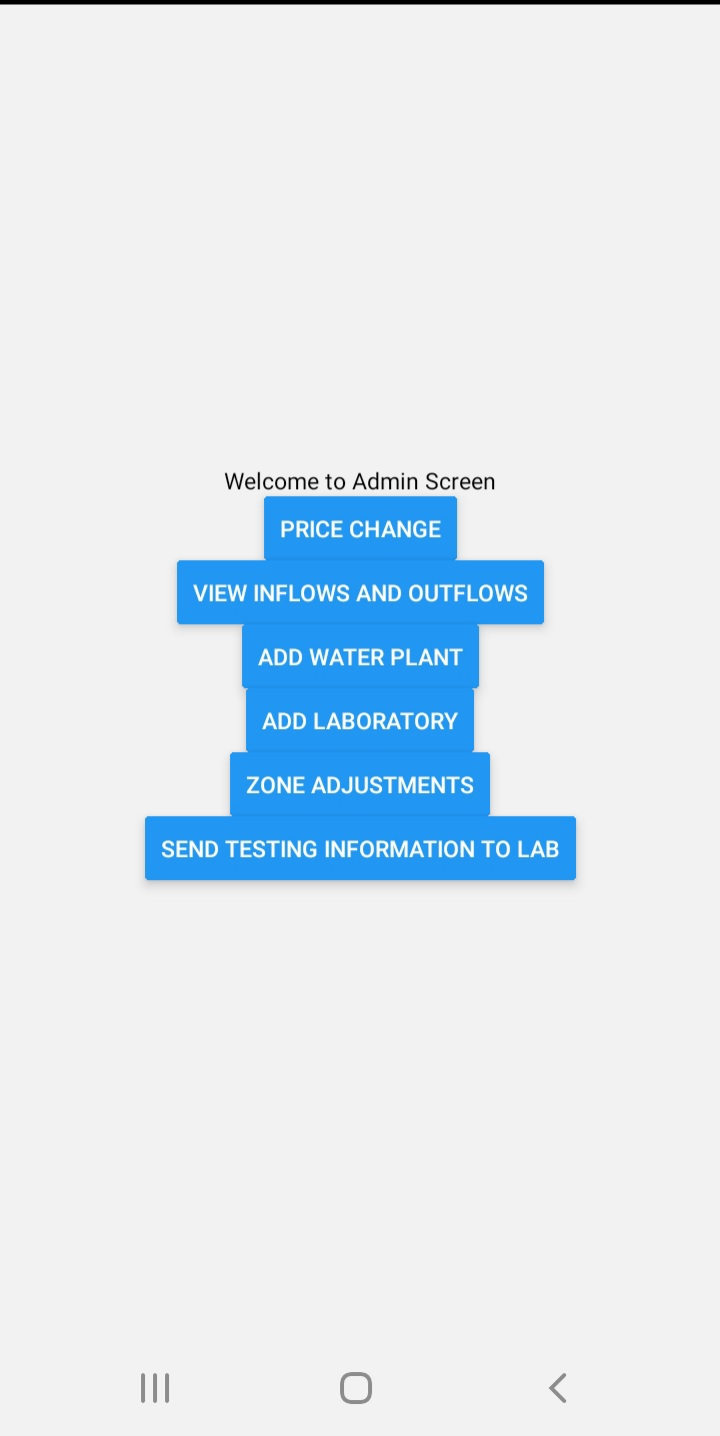 Welcome to Admin Screen
PRICE CHANGE
VIEW INFLOWS AND OUTFLOWS
ADD WATER PLANT
ADD LABORATORY
ZONE ADJUSTMENTS
SEND TESTING INFORMATION TO LAB